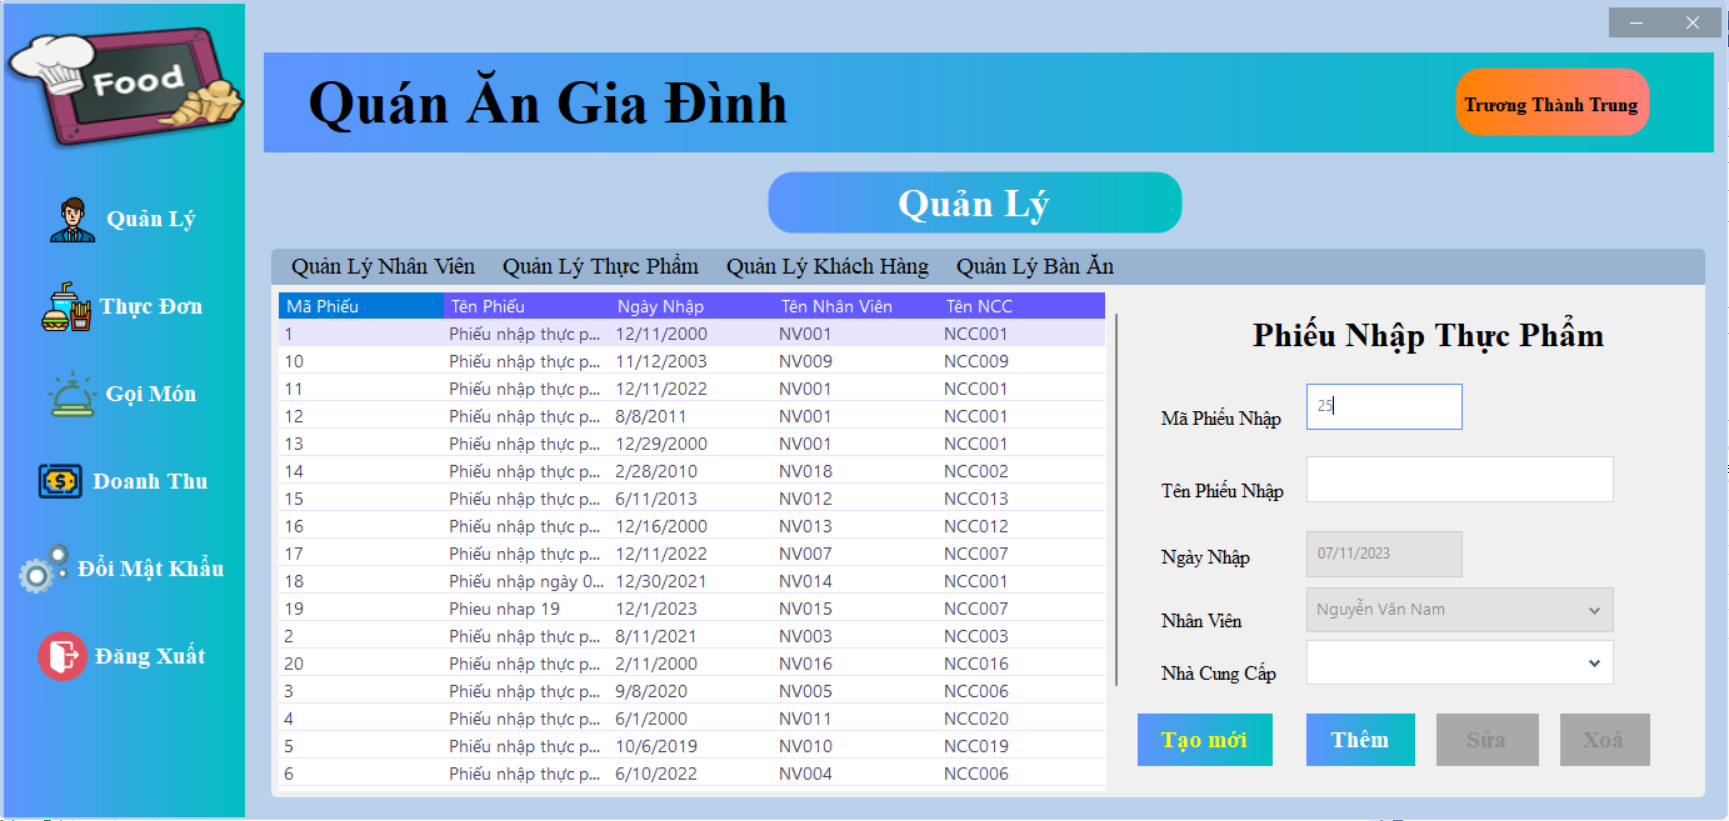 Food
Quán Ăn Gia Đình
Trương Thành Trung
Quản Lý
Thực Đơn
Gọi Món
Doanh Thu
Đổi Mật Khẩu
Đăng Xuất
Quản Lý
Quản Lý Nhân Viên Quản Lý Thực Phẩm Quản Lý Khách Hàng Quản Lý Bàn Ăn
Mã Phiếu Tên Phiếu Ngày Nhập Tên Nhân Viên Tên NCC
1 Phiếu nhập thực p... 12/11/2000 NV001 NCC001
10 Phiếu nhập thực p... 11/12/2003 NV009 NCC009
11 Phiếu nhập thực p... 12/11/2022 NV001 NCC001
12 Phiếu nhập thực p... 8/8/2011 NV001 NCC001
13 Phiếu nhập thực p... 12/29/2000 NV001 NCC001
14 Phiếu nhập thực p... 2/28/2010 NV018 NCC002
15 Phiếu nhập thực p... 6/11/2013 NV012 NCC013
16 Phiếu nhập thực p... 12/16/2000 NV013 NCC012
17 Phiếu nhập thực p... 12/11/2022 NV007 NCC007
18 Phiếu nhập ngày 0... 12/30/2021 NV014 NCC001
19 Phieu nhap 19 12/1/2023 NV015 NCC007
2 Phiếu nhập thực p... 8/11/2021 NV003 NCC003
20 Phiếu nhập thực p... 2/11/2000 NV016 NCC016
3 Phiếu nhập thực p... 9/8/2020 NV005 NCC006
4 Phiếu nhập thực p... 6/1/2000 NV011 NCC020
5 Phiếu nhập thực p... 10/6/2019 NV010 NCC019
6 Phiếu nhập thực p... 6/10/2022 NV004 NCC006
Phiếu Nhập Thực Phẩm
Mã Phiếu Nhập 25
Tên Phiếu Nhập
Ngày Nhập 07/11/2023
Nhân Viên Nguyễn Văn Nam
Nhà Cung Cấp
Tạo mới Thêm Sửa Xoá